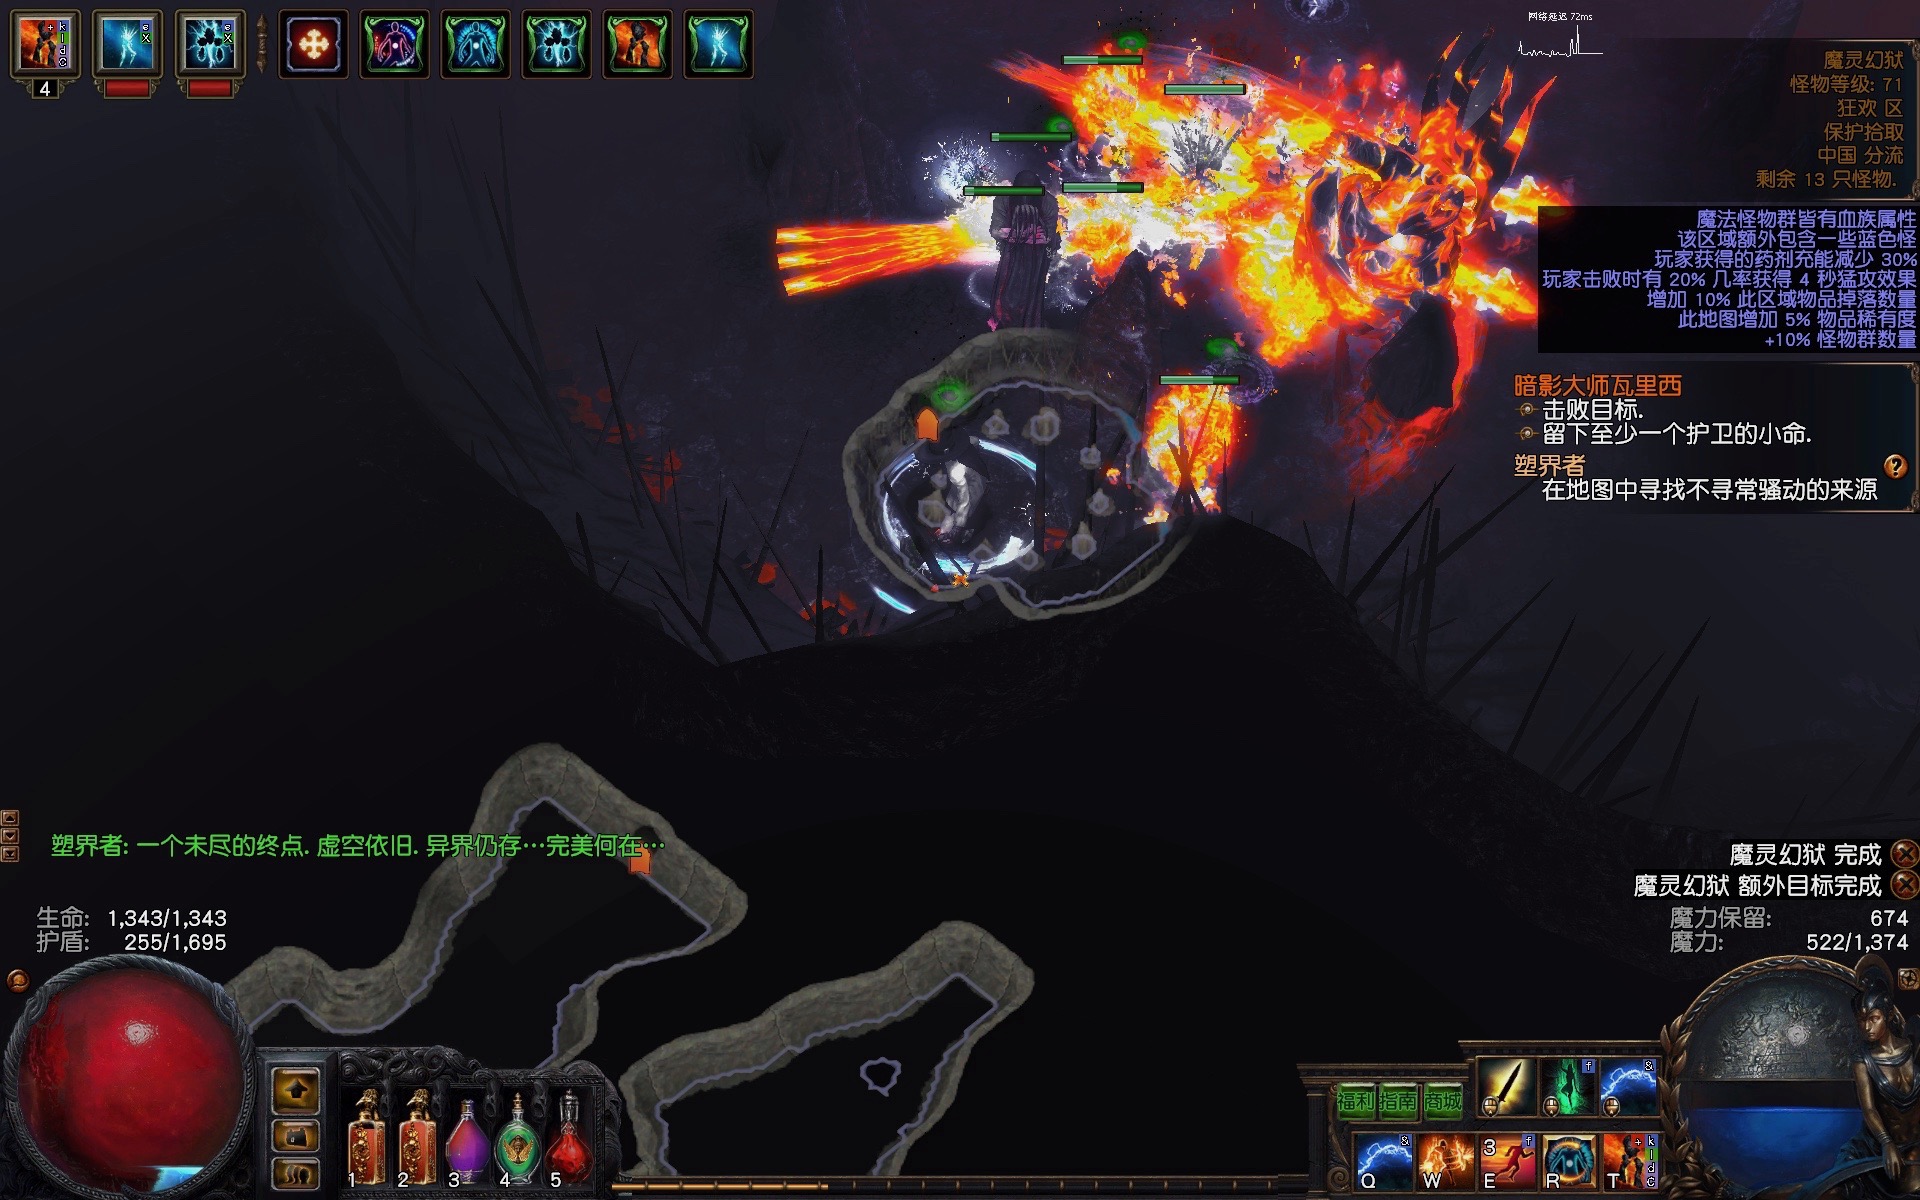 4
网络延迟 72ms
魔灵幻狱
怪物等级: 71
狂欢 区
保护拾取
中国 分流
剩余 13 只怪物.
魔法怪物群皆有血族属性
该区域额外包含一些蓝色怪
玩家获得的药剂充能减少 30%
玩家击败时有 20% 几率获得 4 秒猛攻效果
增加 10% 此区域物品掉落数量
此地图增加 5% 物品稀有度
+10% 怪物群数量
暗影大师瓦里西
击败目标.
留下至少一个护卫的小命.
塑界者
在地图中寻找不寻常骚动的来源
塑界者: 一个未尽的终点. 虚空依旧. 异界仍存…完美何在…
魔灵幻狱 完成
魔灵幻狱 额外目标完成
生命: 1,343/1,343
护盾: 255/1,695
魔力保留: 674
魔力: 522/1,374
福利 指南 商城
1 2 3 4 5
3
Q W E R T